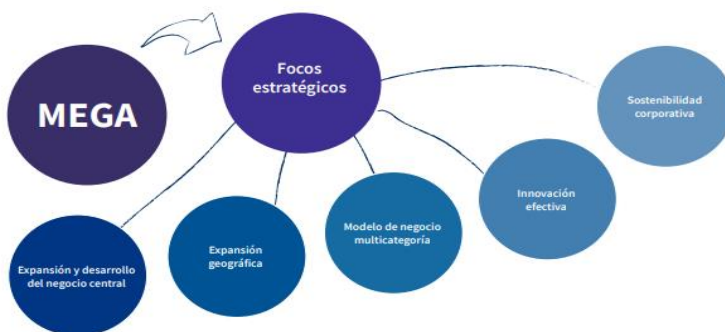 MEGA
Focos
estratégicos
Sostenibilidad
corporativa
Innovación
efectiva
Modelo de negocio
multicategoría
Expansión
geográfica
Expansión y desarrollo
del negocio central